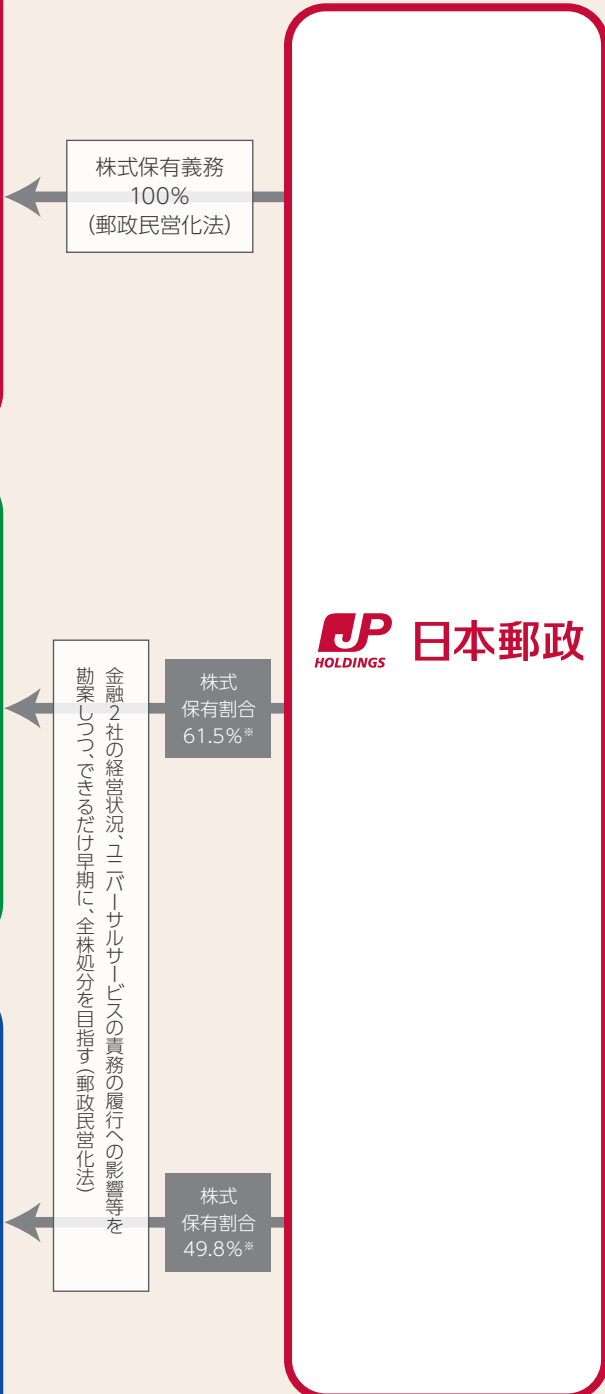 株式保有義務
100%
（郵政民営化法）
JP
HOLDINGS
日本郵政
金融2社の経営状況、ユニバーサルサービスの責務の履行への影響等を
勘案しつつ、できるだけ早期に、全株処分を目指す（郵政民営化法）
株式
保有割合
61.5%※
株式
保有割合
49.8%※